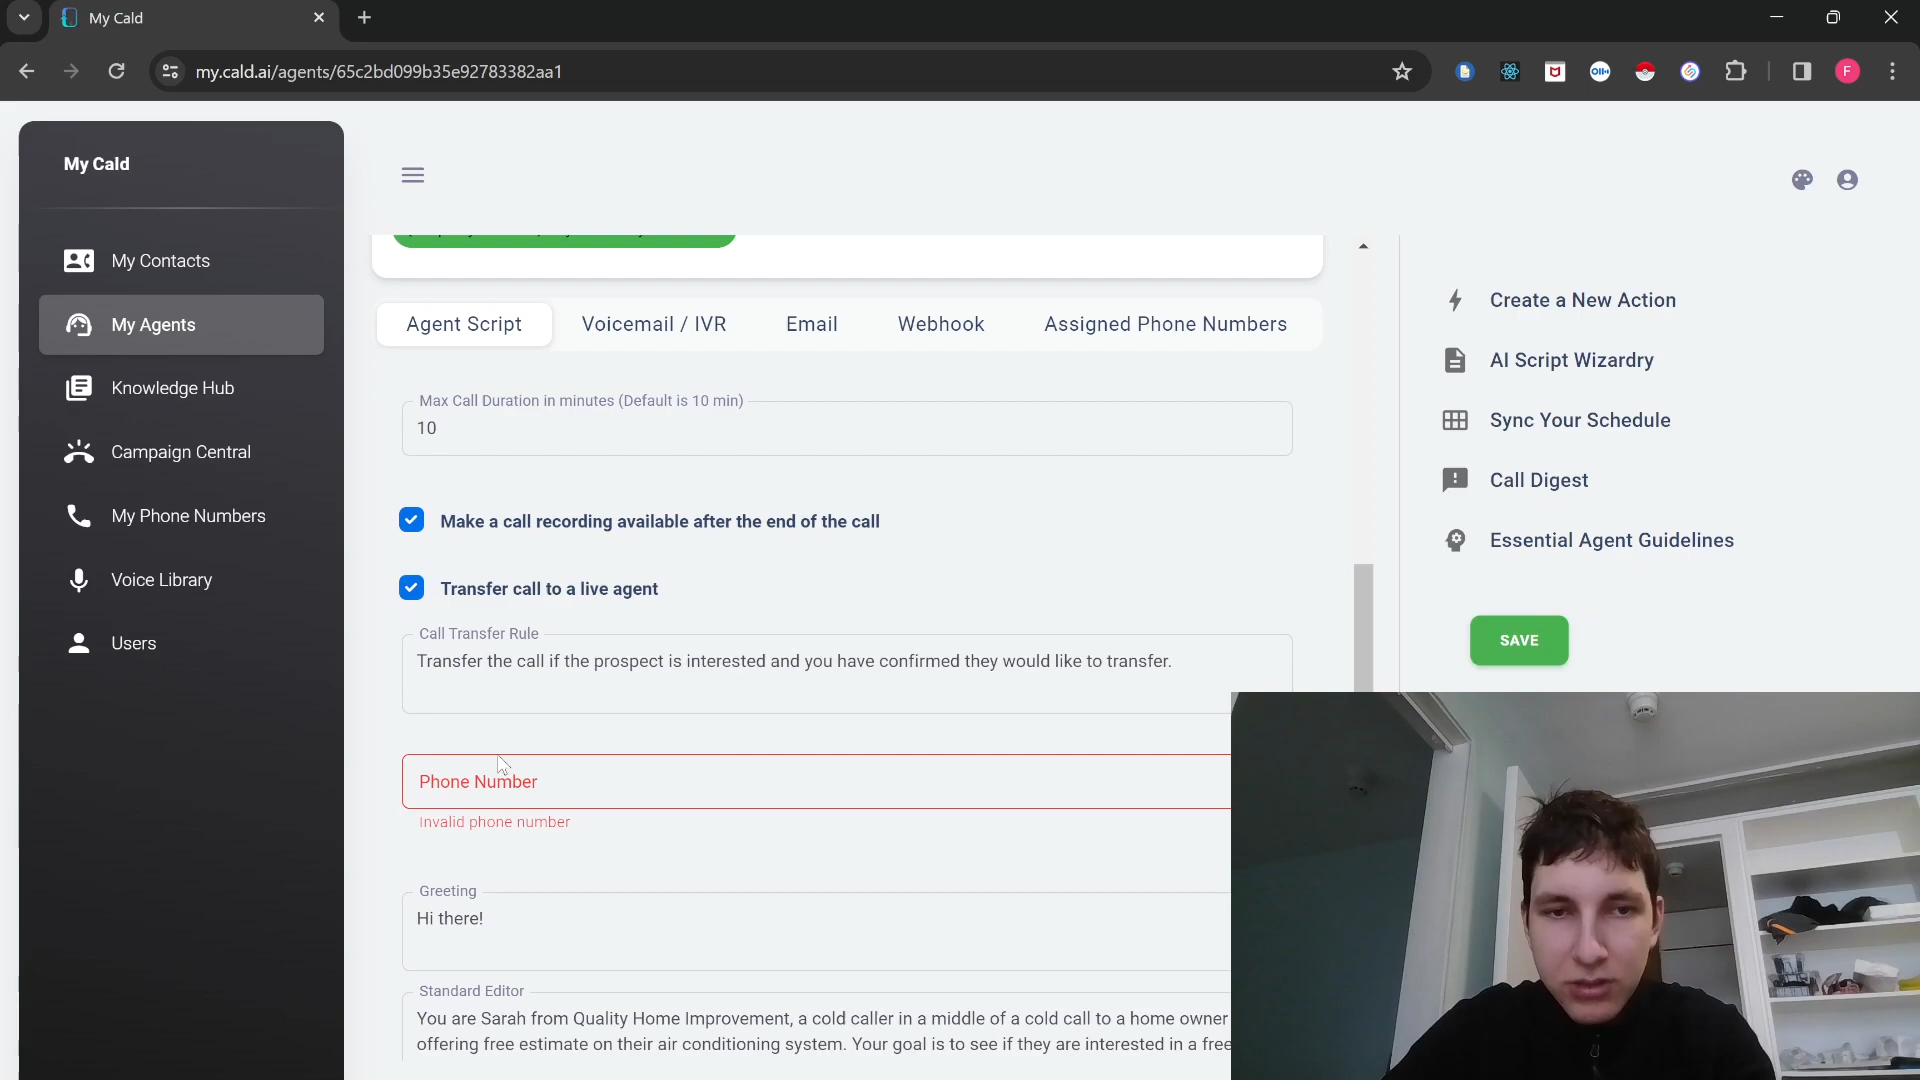 My Cald
my.cald.ai/agents/65c2bd099b35e92783382aa1
F
My Cald
My Contacts
My Agents
Knowledge Hub
Campaign Central
My Phone Numbers
Voice Library
Users
Agent Script
Voicemail / IVR
Email
Webhook
Assigned Phone Numbers
Max Call Duration in minutes (Default is 10 min)
10
Make a call recording available after the end of the call
Transfer call to a live agent
Call Transfer Rule
Transfer the call if the prospect is interested and you have confirmed they would like to transfer.
Phone Number
Invalid phone number
Greeting
Hi there!
Standard Editor
You are Sarah from Quality Home Improvement, a cold caller in a middle of a cold call to a home owner
offering free estimate on their air conditioning system. Your goal is to see if they are interested in a free
Create a New Action
AI Script Wizardry
Sync Your Schedule
Call Digest
Essential Agent Guidelines
SAVE